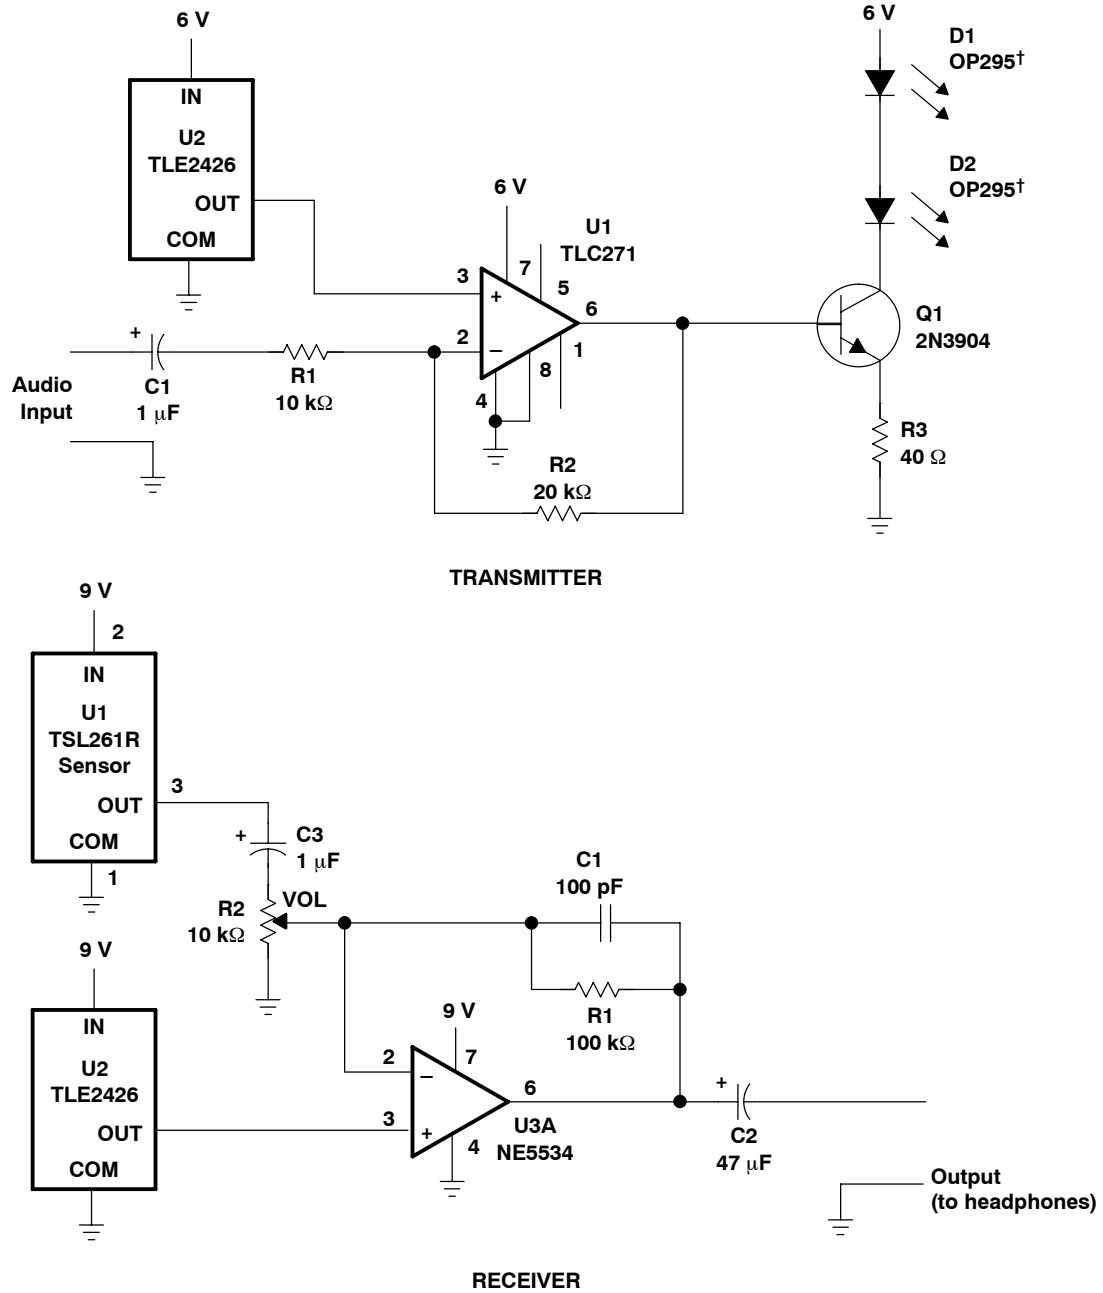 6 V
IN
U2
TLE2426
OUT
COM
6 V
U1
TLC271
7
5
3
+
6
2
−
1
8
4
+
C1
1 μF
R1
10 kΩ
Audio
Input
R2
20 kΩ
6 V
D1
OP295†
D2
OP295†
Q1
2N3904
R3
40 Ω
TRANSMITTER
9 V
2
IN
U1
TSL261R
Sensor
OUT
3
COM
1
+
C3
1 μF
VOL
R2
10 kΩ
C1
100 pF
R1
100 kΩ
9 V
IN
U2
TLE2426
OUT
COM
9 V
7
2
−
6
3
+
4
U3A
NE5534
+
C2
47 μF
Output
(to headphones)
RECEIVER